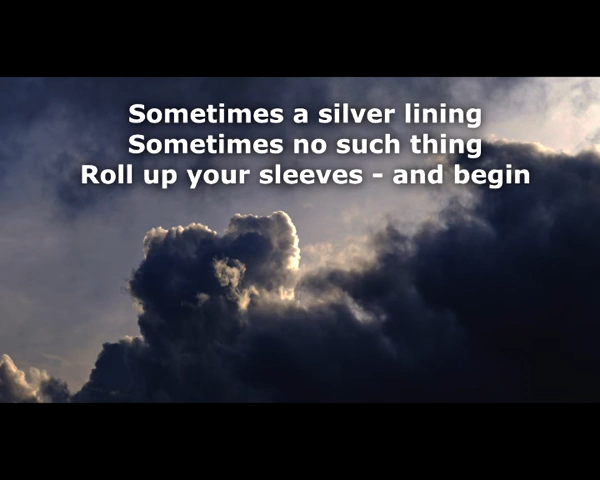 Sometimes a silver lining
Sometimes no such thing
Roll up your sleeves - and begin